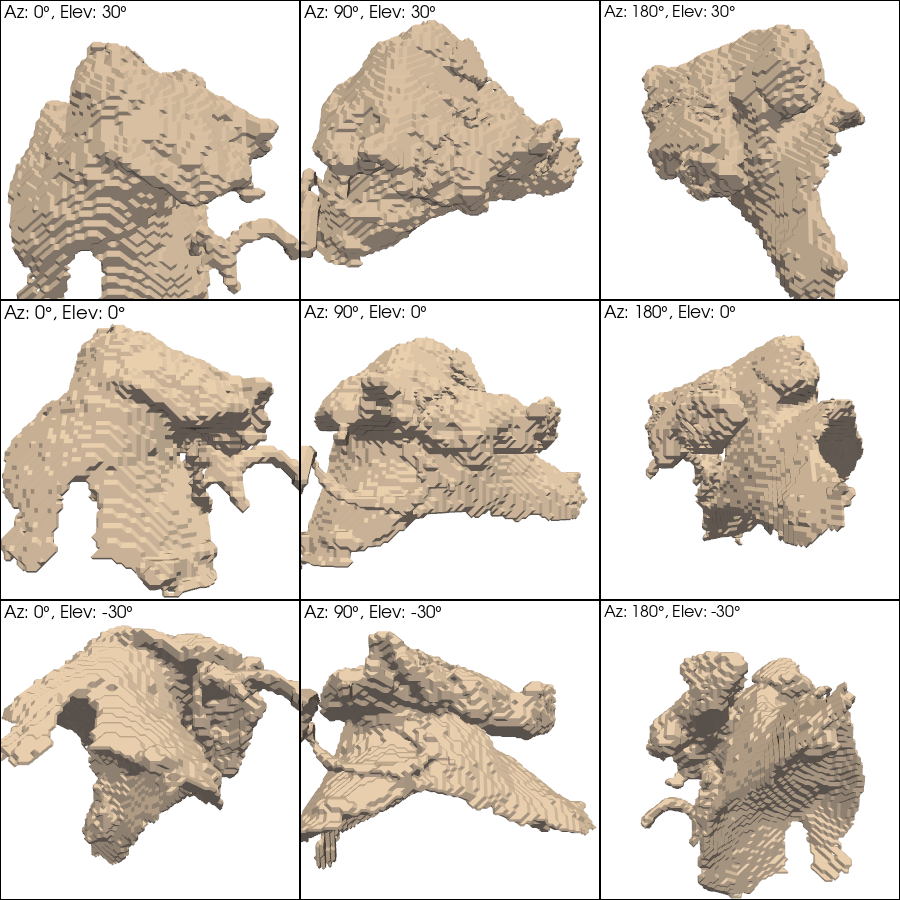 Az: 0°, Elev: 30°
Az: 90°, Elev: 30°
Az: 180°, Elev: 30°
Az: 0°, Elev: 0°
Az: 90°, Elev: 0°
Az: 180°, Elev: 0°
Az: 0°, Elev: -30°
Az: 90°, Elev: -30°
Az: 180°, Elev: -30°